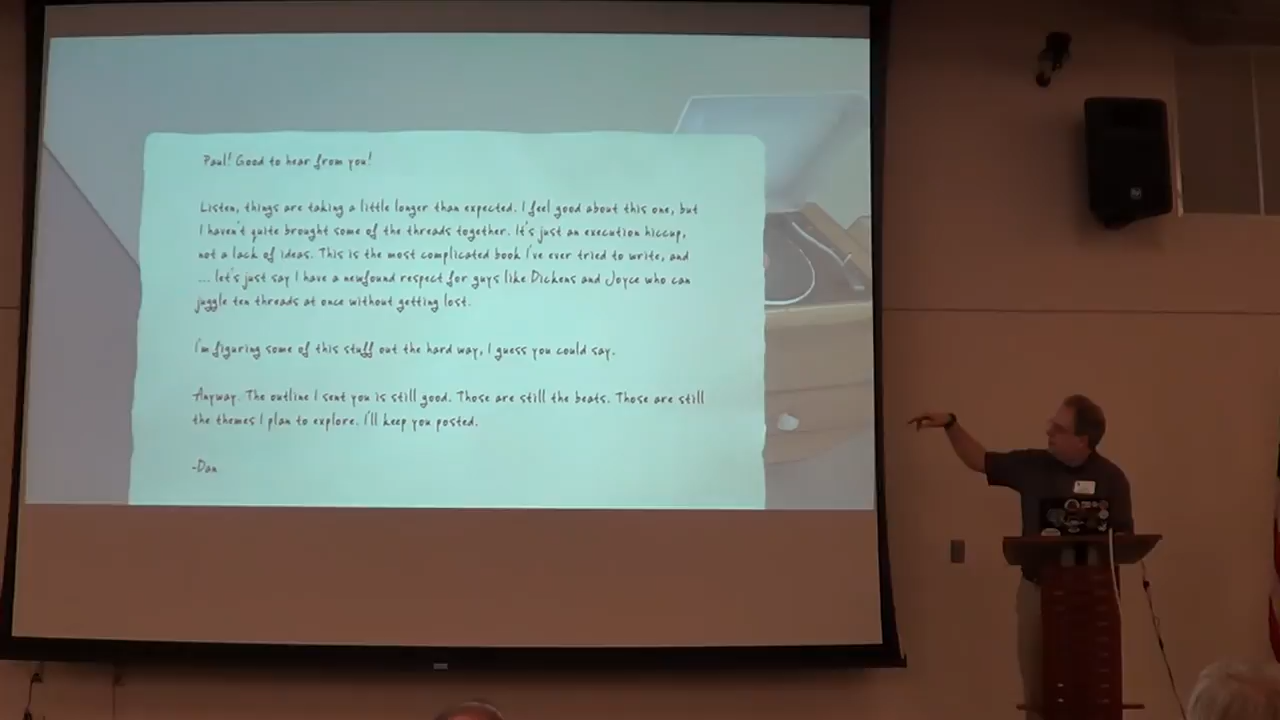 Paul! Good to hear from you!
Listen, things are taking a little longer than expected. I feel good about this one, but
I haven't quite brought some of the threads together. It's just an execution hiccup,
not a lack of ideas. This is the most complicated book I've ever tried to write, and
... let's just say I have a newfound respect for guys like Dickens and Joyce who can
juggle ten threads at once without getting lost.
I'm figuring some of this stuff out the hard way, I guess you could say.
Anyway. The outline I sent you is still good. Those are still the beats. Those are still
the themes I plan to explore. I'll keep you posted.
-Dan